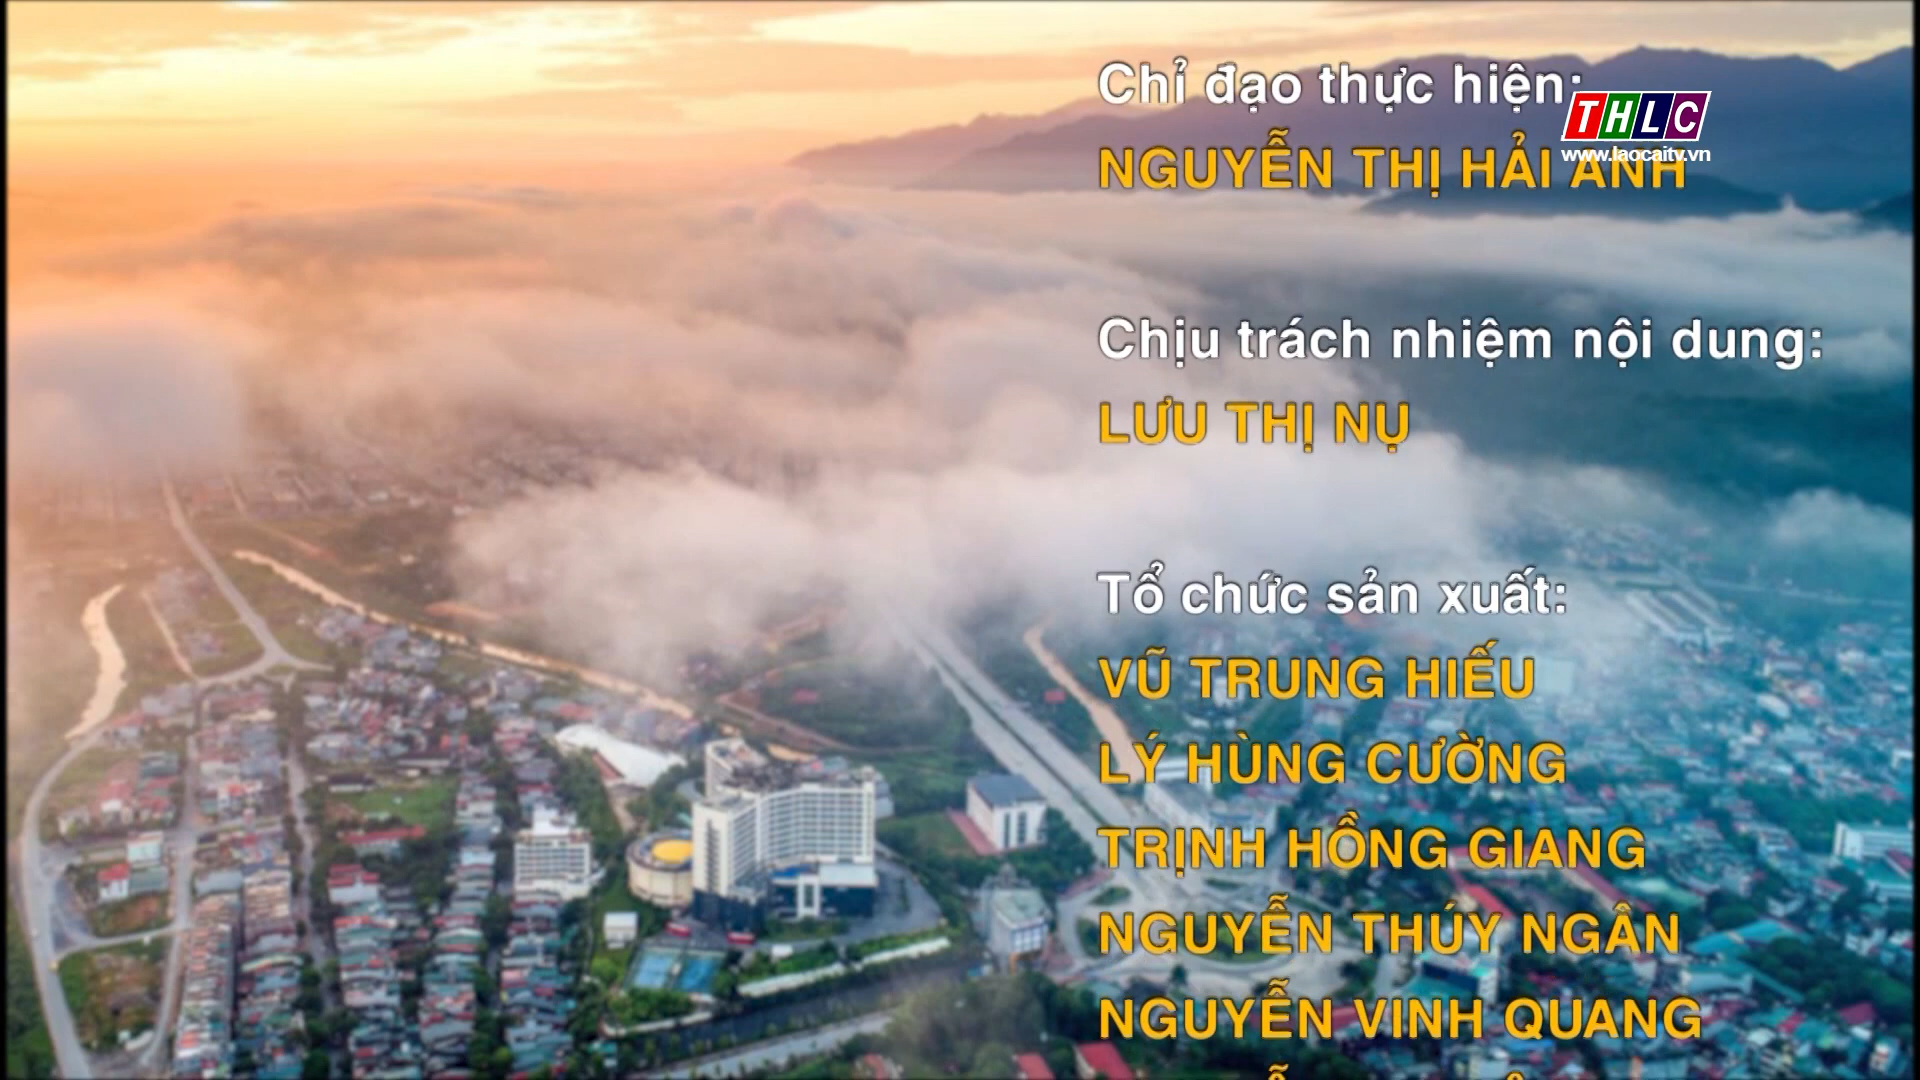 Chỉ đạo thực hiện:
THLC
www.laocaitv.vn
NGUYỄN THỊ HẢI ANH
Chịu trách nhiệm nội dung:
LƯU THỊ NỤ
Tổ chức sản xuất:
VŨ TRUNG HIẾU
LÝ HÙNG CƯỜNG
TRỊNH HỒNG GIANG
NGUYỄN THÚY NGÂN
NGUYỄN VINH QUANG